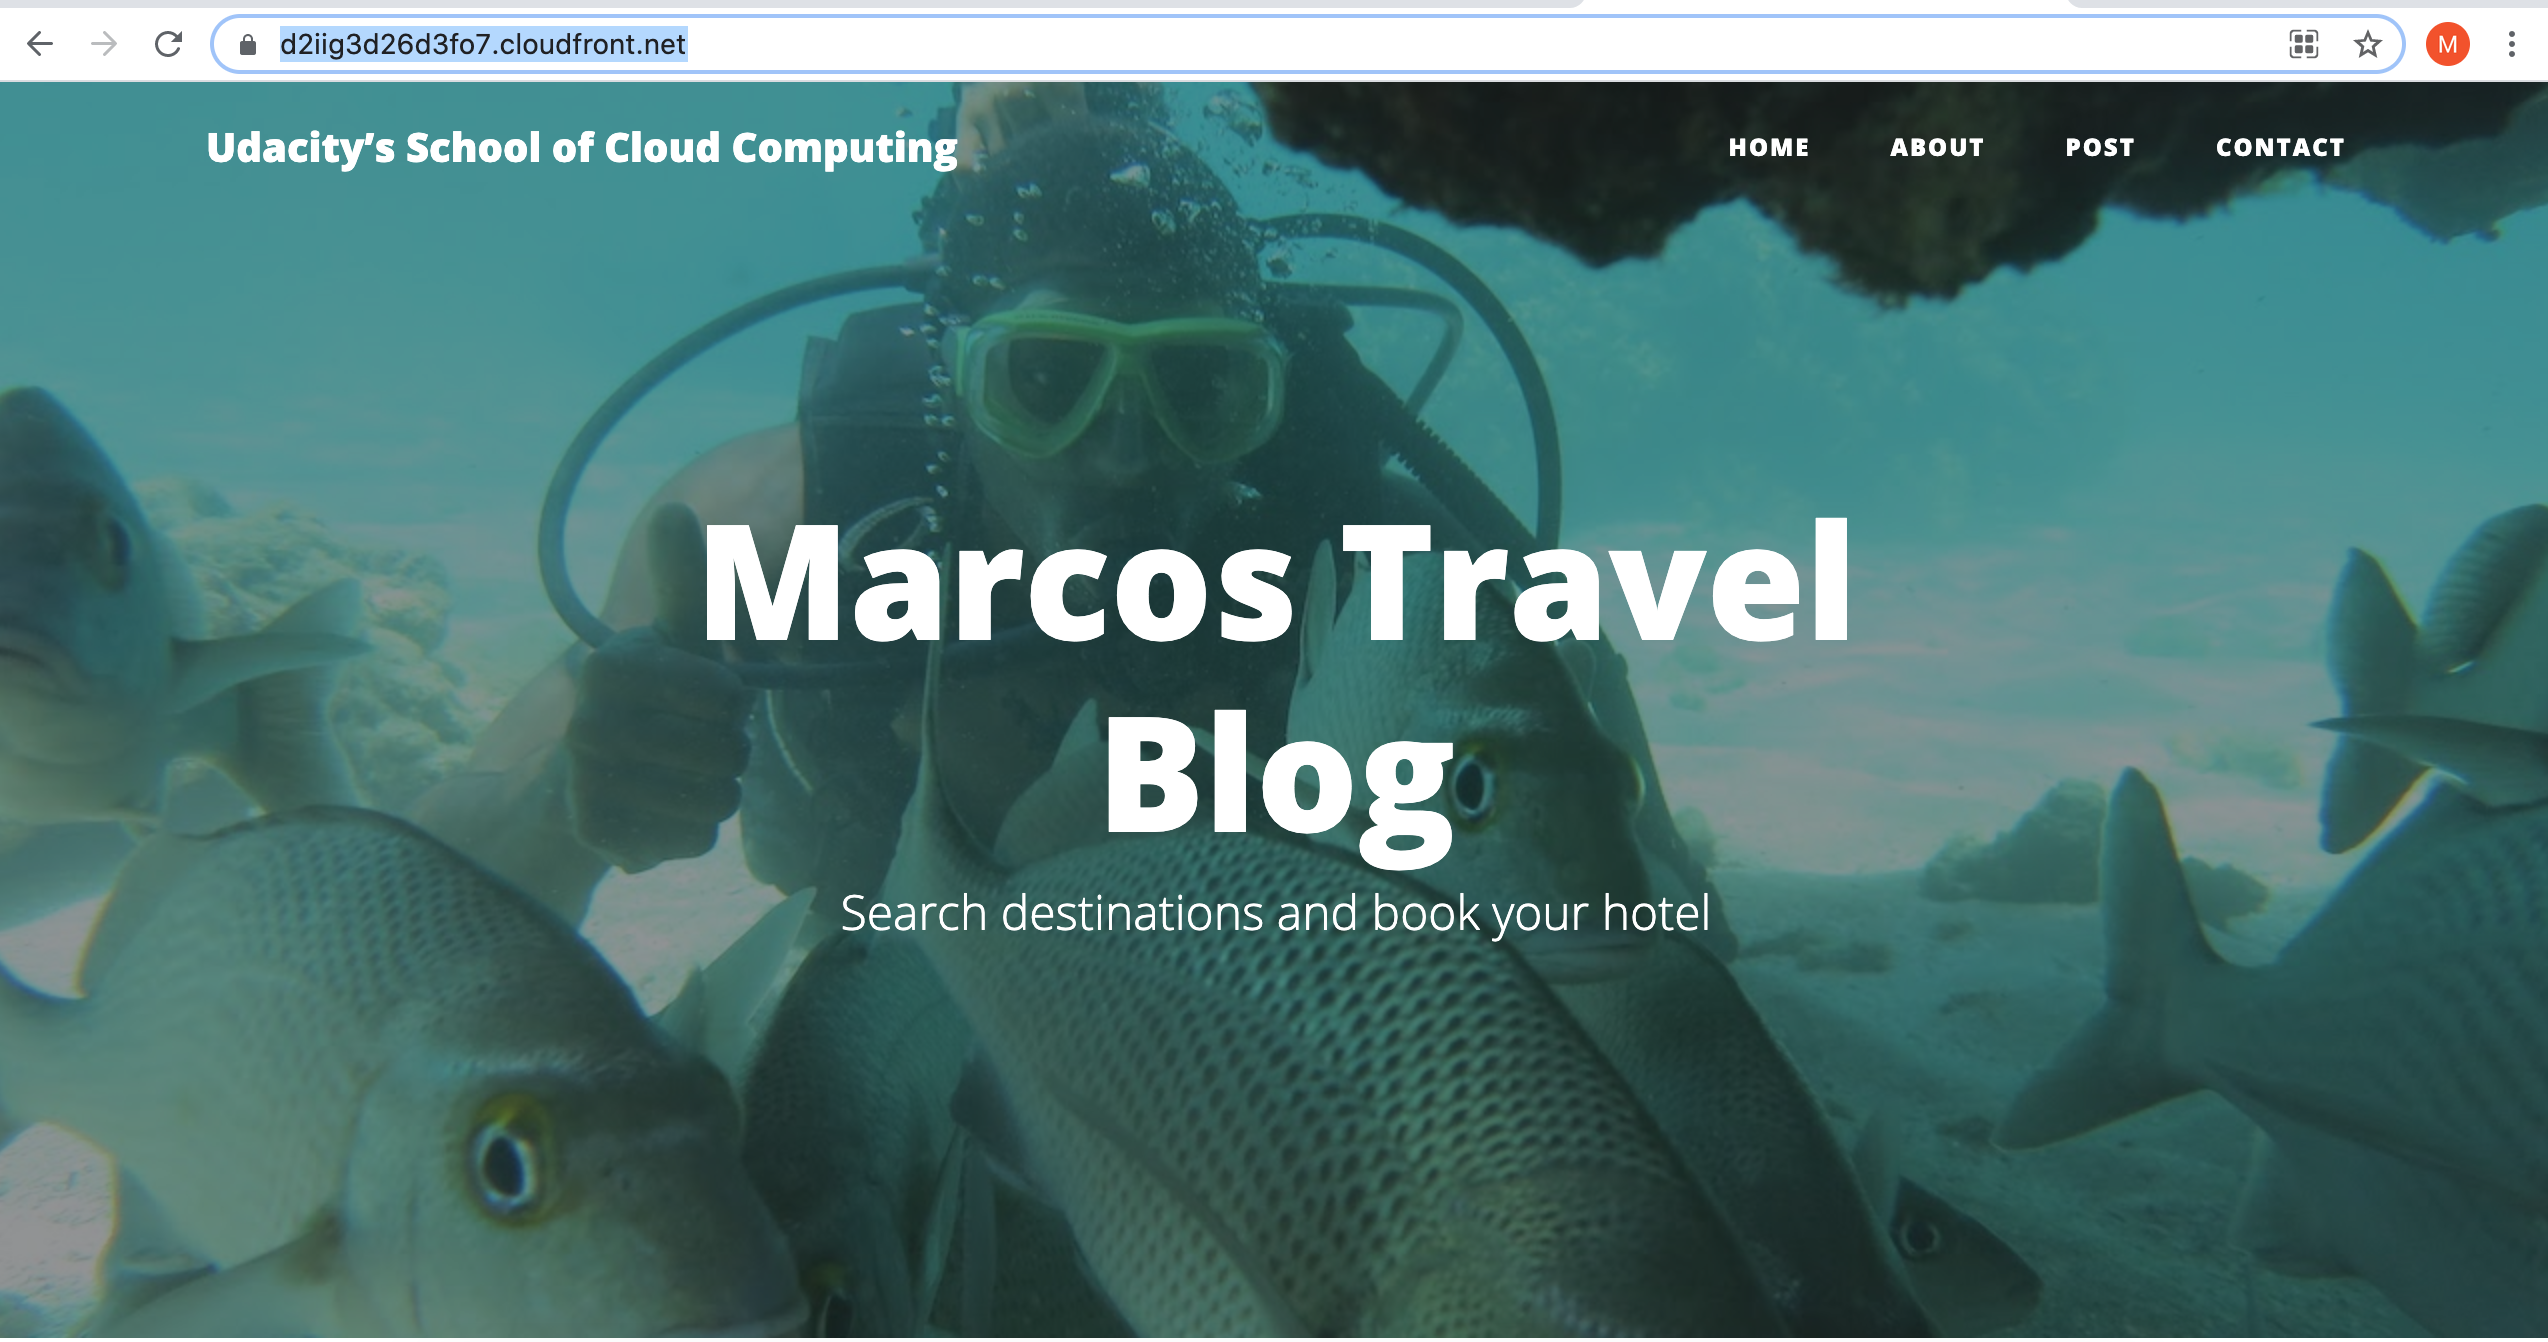 d2iig3d26d3fo7.cloudfront.net
M
Udacity’s School of Cloud Computing
HOME ABOUT POST CONTACT
Marcos Travel
Blog
Search destinations and book your hotel